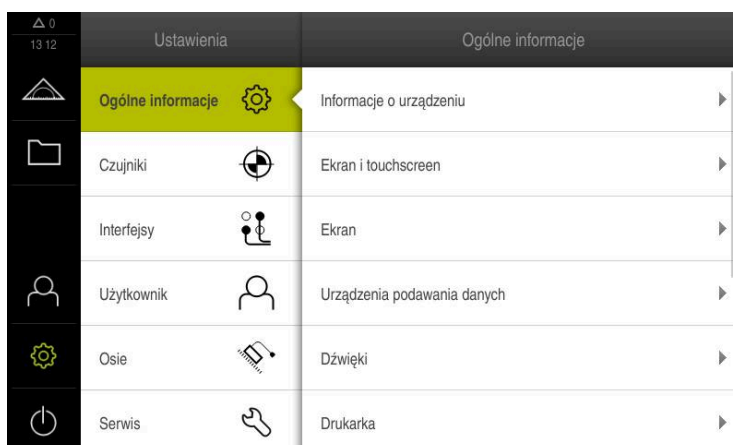 0
13 12
Ustawienia
Ogólne informacje
Ogólne informacje
Czujniki
Interfejsy
Użytkownik
Osie
Serwis
Informacje o urządzeniu
Ekran i touchscreen
Ekran
Urządzenia podawania danych
Dźwięki
Drukarka